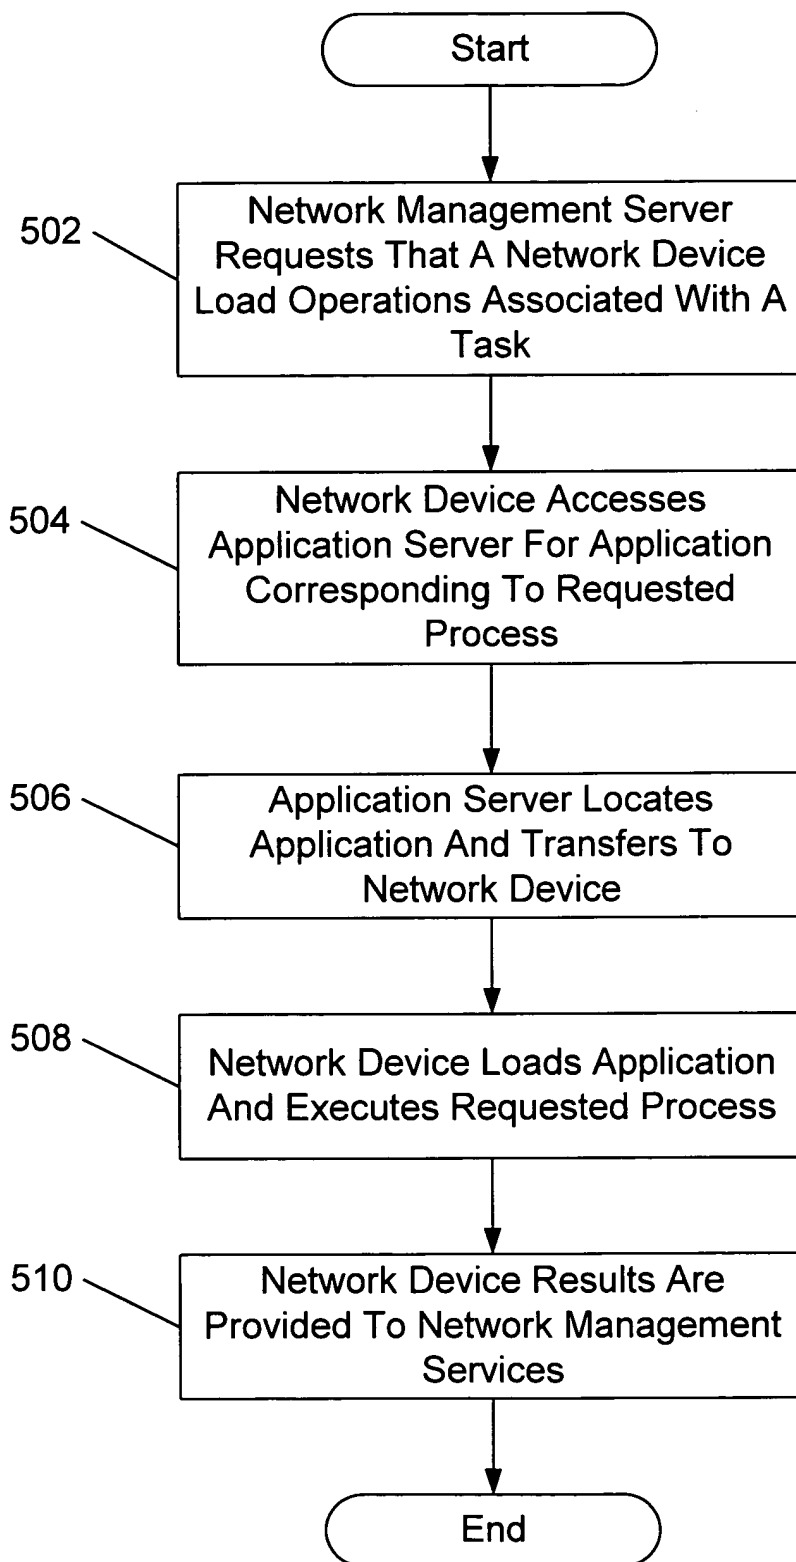 Start
502
Network Management Server
Requests That A Network Device
Load Operations Associated With A
Task
504
Network Device Accesses
Application Server For Application
Corresponding To Requested
Process
506
Application Server Locates
Application And Transfers To
Network Device
508
Network Device Loads Application
And Executes Requested Process
510
Network Device Results Are
Provided To Network Management
Services
End